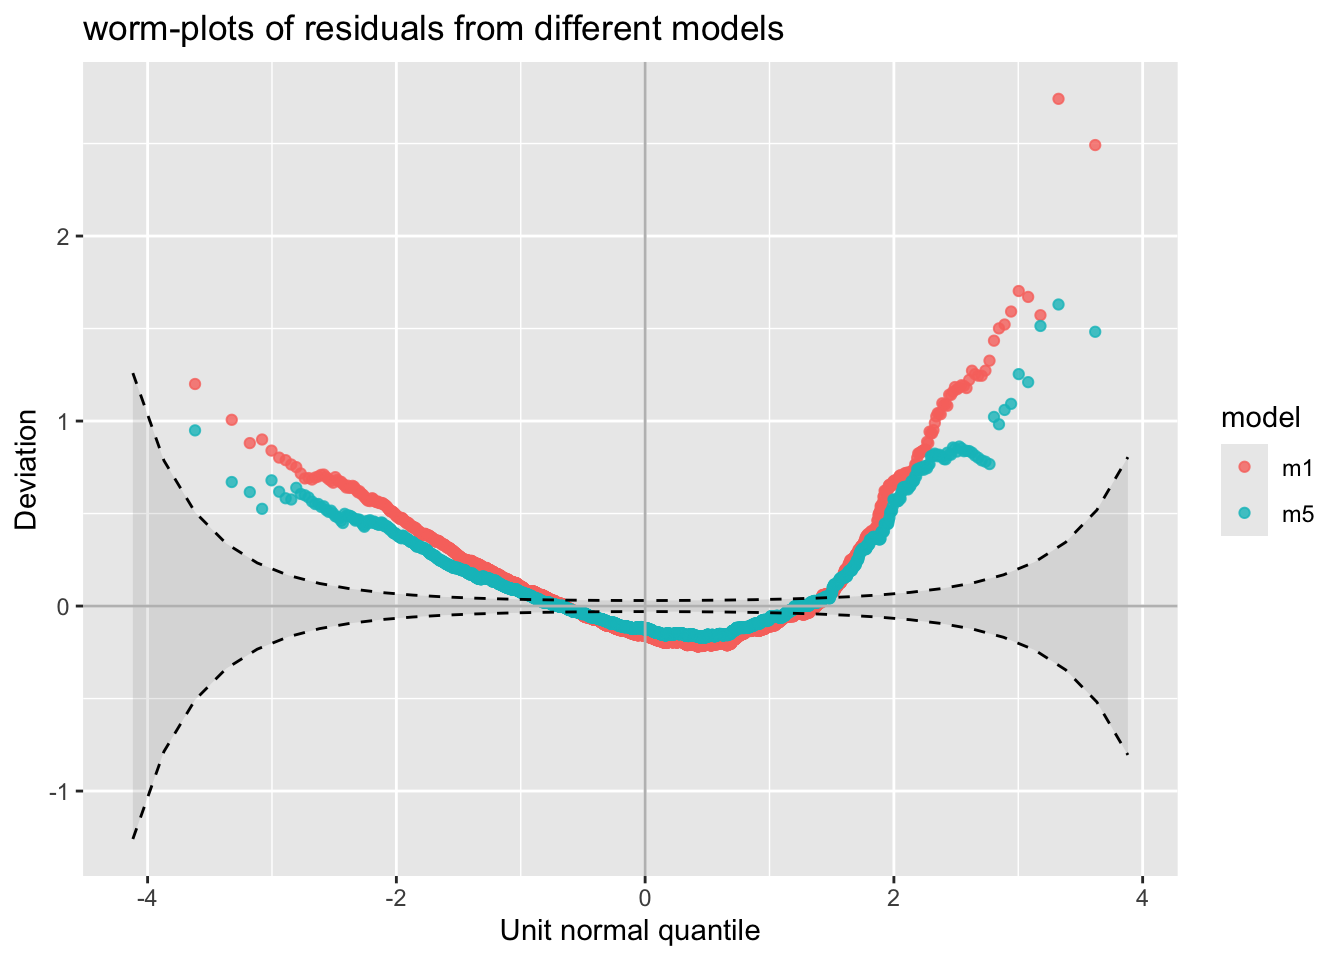 worm-plots of residuals from different models
Deviation
2
1
0
-1
-4
-2
0
2
4
Unit normal quantile
model
m1
m5